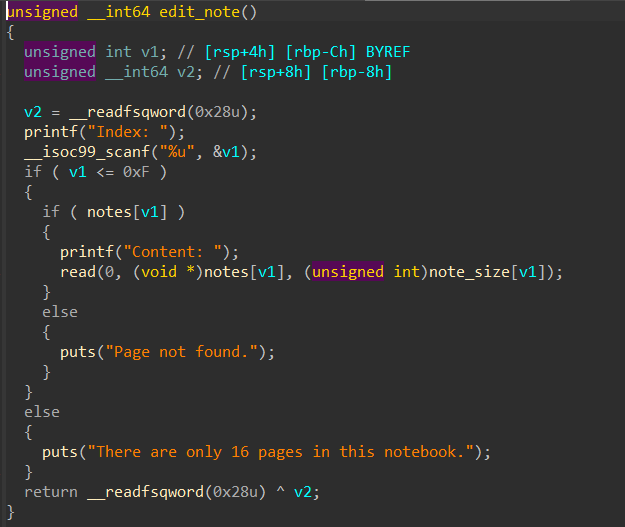 unsigned __int64 edit_note()
{
  unsigned int v1; // [rsp+4h] [rbp-Ch] BYREF
  unsigned __int64 v2; // [rsp+8h] [rbp-8h]

  v2 = __readfsqword(0x28u);
  printf("Index: ");
  __isoc99_scanf("%u", &v1);
  if ( v1 <= 0xF )
  {
    if ( notes[v1] )
    {
      printf("Content: ");
      read(0, (void *)notes[v1], (unsigned int)note_size[v1]);
    }
    else
    {
      puts("Page not found.");
    }
  }
  else
  {
    puts("There are only 16 pages in this notebook.");
  }
  return __readfsqword(0x28u) ^ v2;
}